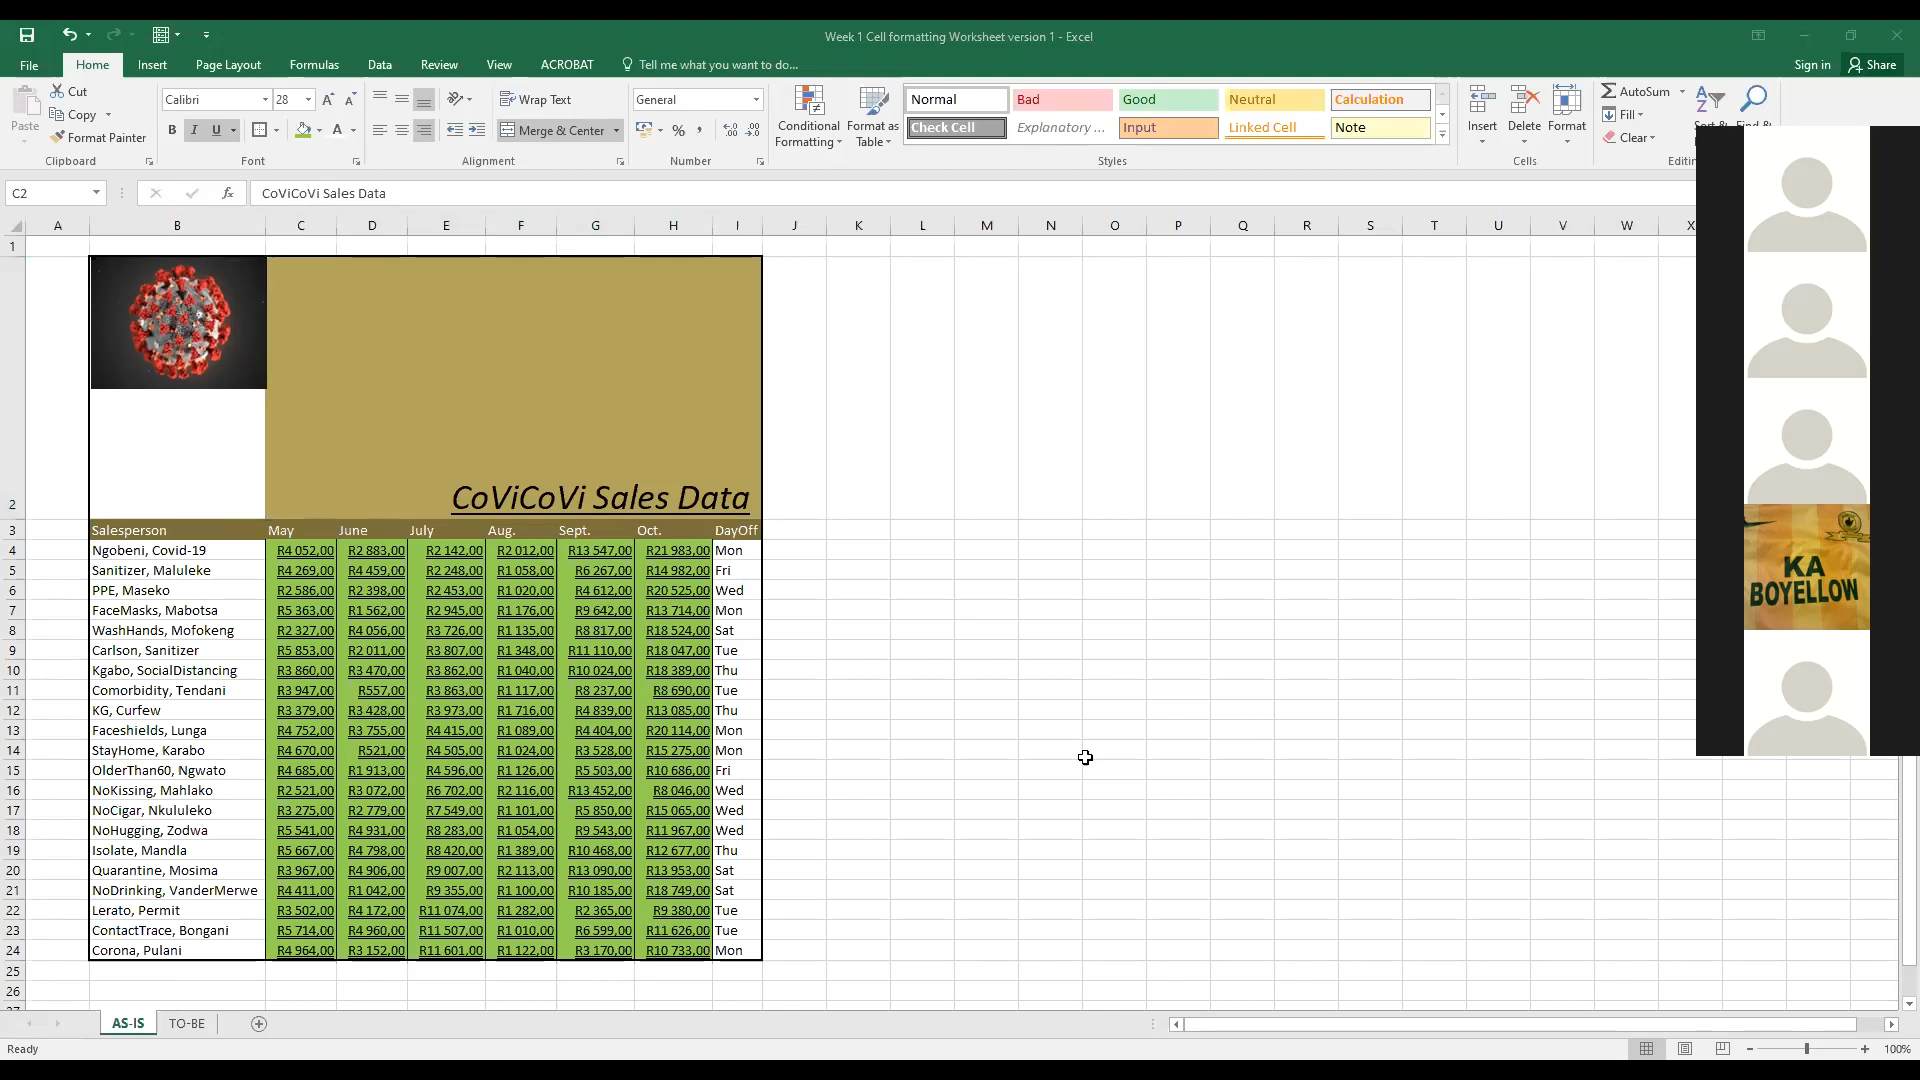 Week 1 Cell formatting Worksheet version 1 - Excel
File Home Insert Page Layout Formulas Data Review View ACROBAT Tell me what you want to do... Sign in Share
Paste Cut Copy Format Painter Clipboard
Calibri 28 A A B I U A Font
Wrap Text Merge & Center Alignment
General % Number
Conditional Formatting Format as Table
Normal Bad Good Neutral Calculation
Check Cell Explanatory ... Input Linked Cell Note
Styles
Insert Delete Format Cells
AutoSum Fill Clear
C2 fx CoViCoVi Sales Data
A B C D E F G H I J K L M N O P Q R S T U V W X
1
2 CoViCoVi Sales Data
3 Salesperson May June July Aug. Sept. Oct. DayOff
4 Ngobeni, Covid-19 R4 052,00 R2 883,00 R2 142,00 R2 012,00 R13 547,00 R21 983,00 Mon
5 Sanitizer, Maluleke R4 269,00 R4 459,00 R2 248,00 R1 058,00 R6 267,00 R14 982,00 Fri
6 PPE, Maseko R2 586,00 R2 398,00 R2 453,00 R1 020,00 R4 612,00 R20 525,00 Wed
7 FaceMasks, Mabotsa R5 363,00 R1 562,00 R2 945,00 R1 176,00 R9 642,00 R13 714,00 Mon
8 WashHands, Mofokeng R2 327,00 R4 056,00 R3 726,00 R1 135,00 R8 817,00 R18 524,00 Sat
9 Carlson, Sanitizer R5 853,00 R2 011,00 R3 807,00 R1 348,00 R11 110,00 R18 047,00 Tue
10 Kgabo, SocialDistancing R3 860,00 R3 470,00 R3 862,00 R1 040,00 R10 024,00 R18 389,00 Thu
11 Comorbidity, Tendani R3 947,00 R557,00 R3 863,00 R1 117,00 R8 237,00 R8 690,00 Tue
12 KG, Curfew R3 379,00 R3 428,00 R3 973,00 R1 716,00 R4 839,00 R13 085,00 Thu
13 Faceshields, Lunga R4 752,00 R3 755,00 R4 415,00 R1 089,00 R4 404,00 R20 114,00 Mon
14 StayHome, Karabo R4 670,00 R521,00 R4 505,00 R1 024,00 R3 528,00 R15 275,00 Mon
15 OlderThan60, Ngwato R4 685,00 R1 913,00 R4 596,00 R1 126,00 R5 503,00 R10 686,00 Fri
16 NoKissing, Mahlako R2 521,00 R3 072,00 R6 702,00 R2 116,00 R13 452,00 R8 046,00 Wed
17 NoCigar, Nkululeko R3 275,00 R2 779,00 R7 549,00 R1 101,00 R5 850,00 R15 065,00 Wed
18 NoHugging, Zodwa R5 541,00 R4 931,00 R8 283,00 R1 054,00 R9 543,00 R11 967,00 Wed
19 Isolate, Mandla R5 667,00 R4 798,00 R8 420,00 R1 389,00 R10 468,00 R12 677,00 Thu
20 Quarantine, Mosima R3 967,00 R4 906,00 R9 007,00 R2 113,00 R13 090,00 R13 953,00 Sat
21 NoDrinking, VanderMerwe R4 411,00 R1 042,00 R9 355,00 R1 100,00 R10 185,00 R18 749,00 Sat
22 Lerato, Permit R3 502,00 R4 172,00 R11 074,00 R1 282,00 R2 365,00 R9 380,00 Tue
23 ContactTrace, Bongani R5 714,00 R4 960,00 R11 507,00 R1 010,00 R6 599,00 R11 626,00 Tue
24 Corona, Pulani R4 964,00 R3 152,00 R11 601,00 R1 122,00 R3 170,00 R10 733,00 Mon
25
26
KA
BOYELLOW
AS-IS TO-BE
Ready 100%